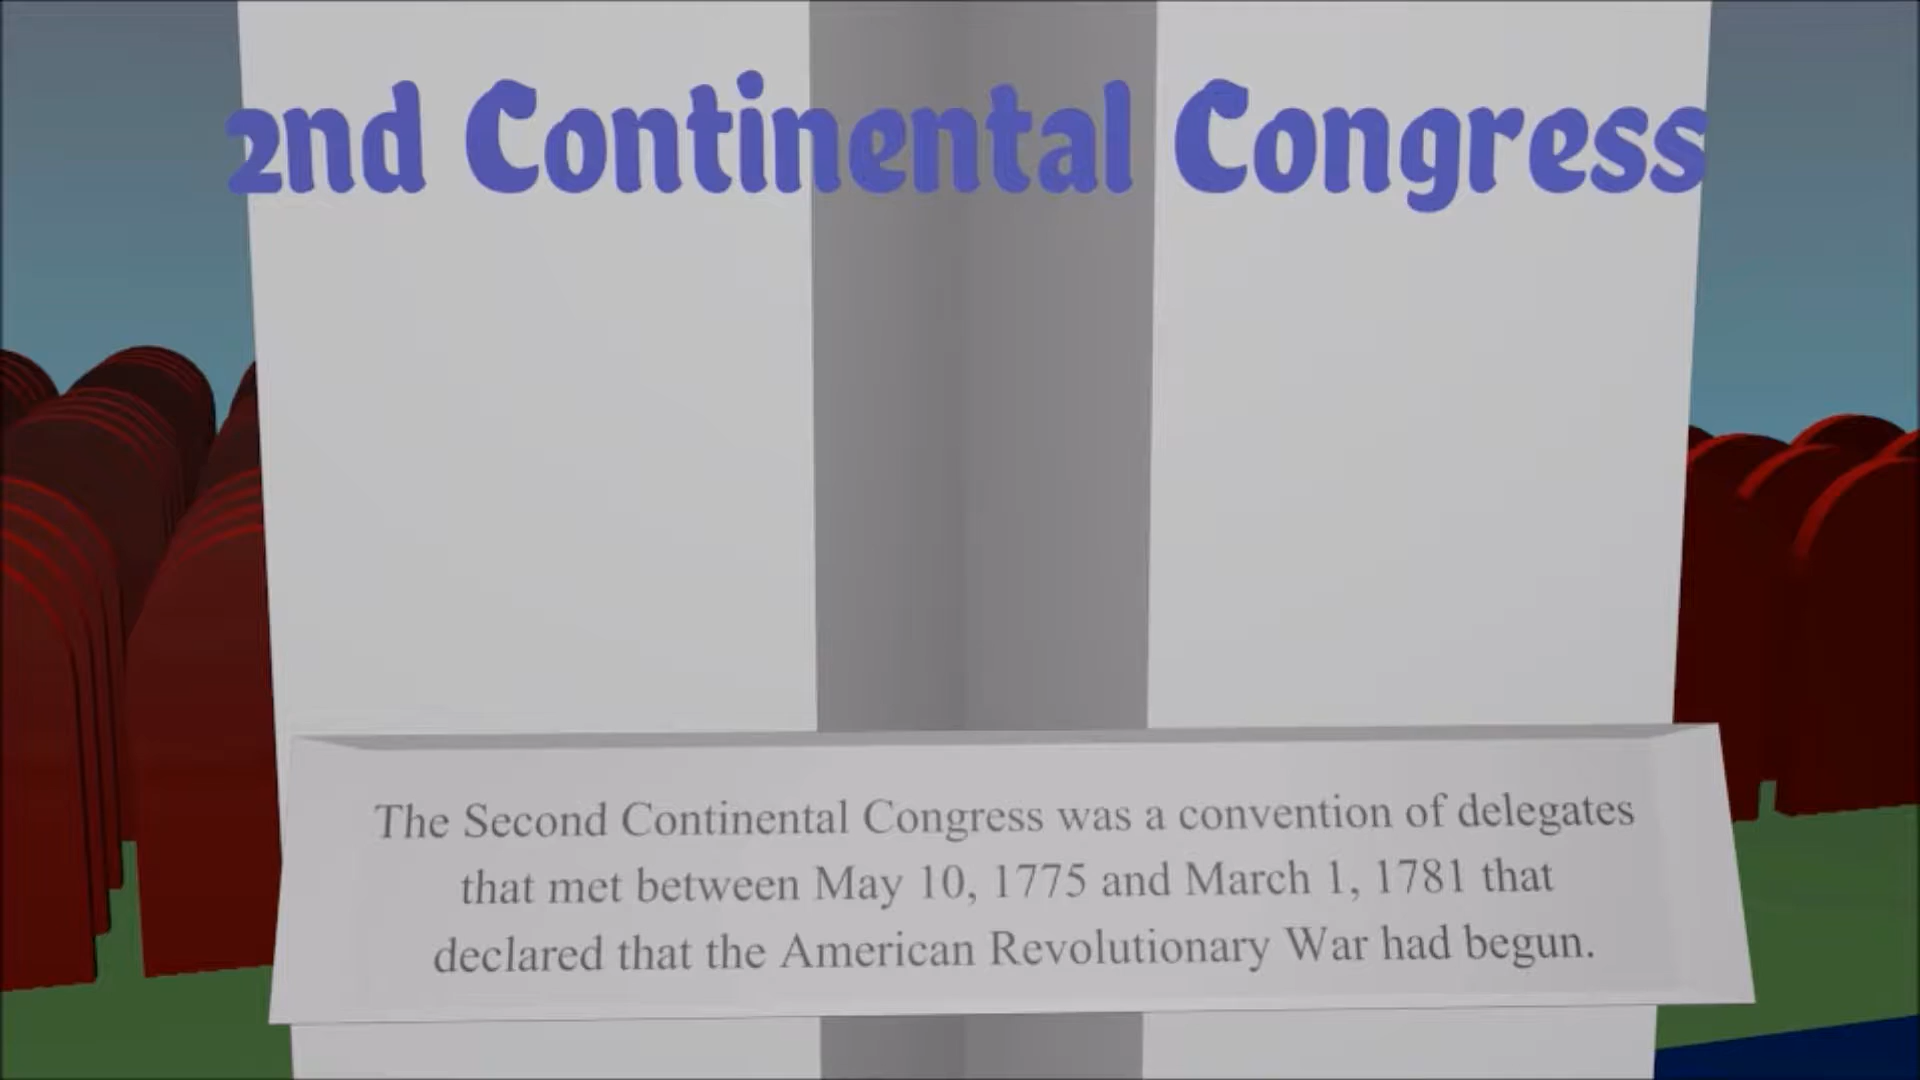 2nd Continental Congress
The Second Continental Congress was a convention of delegates
that met between May 10, 1775 and March 1, 1781 that
declared that the American Revolutionary War had begun.